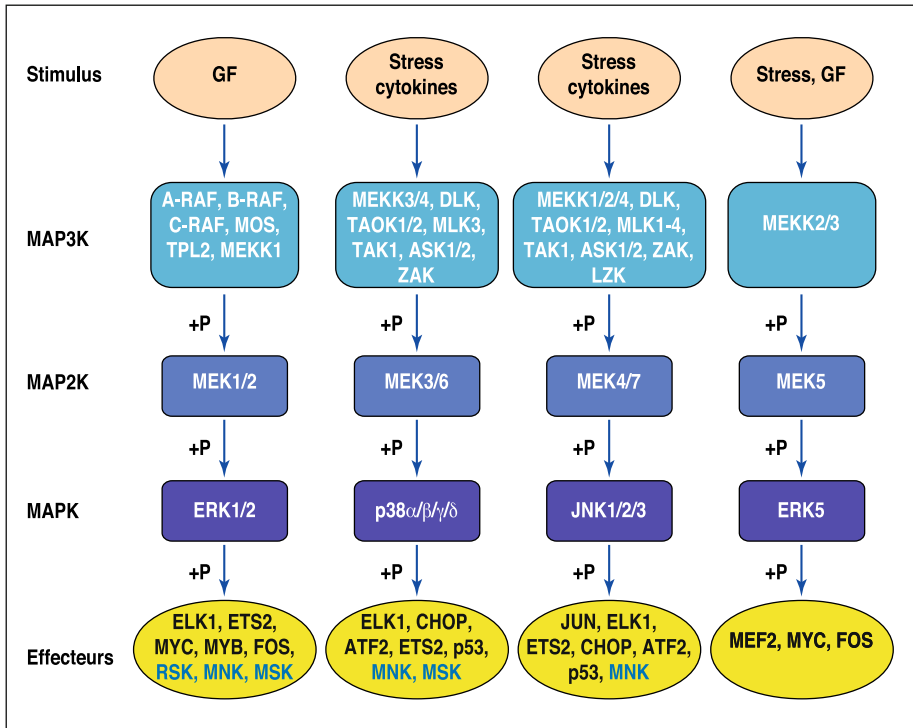 Stimulus
GF
Stress
cytokines
Stress
cytokines
Stress, GF
MAP3K
A-RAF, B-RAF,
C-RAF, MOS,
TPL2, MEKK1
MEKK3/4, DLK,
TAOK1/2, MLK3,
TAK1, ASK1/2,
ZAK
MEKK1/2/4, DLK,
TAOK1/2, MLK1-4,
TAK1, ASK1/2, ZAK,
LZK
MEKK2/3
+P
+P
+P
+P
MAP2K
MEK1/2
MEK3/6
MEK4/7
MEK5
+P
+P
+P
+P
MAPK
ERK1/2
p38α/β/γ/δ
JNK1/2/3
ERK5
+P
+P
+P
+P
Effecteurs
ELK1, ETS2,
MYC, MYB, FOS,
RSK, MNK, MSK
ELK1, CHOP,
ATF2, ETS2, p53,
MNK, MSK
JUN, ELK1,
ETS2, CHOP, ATF2,
p53, MNK
MEF2, MYC, FOS